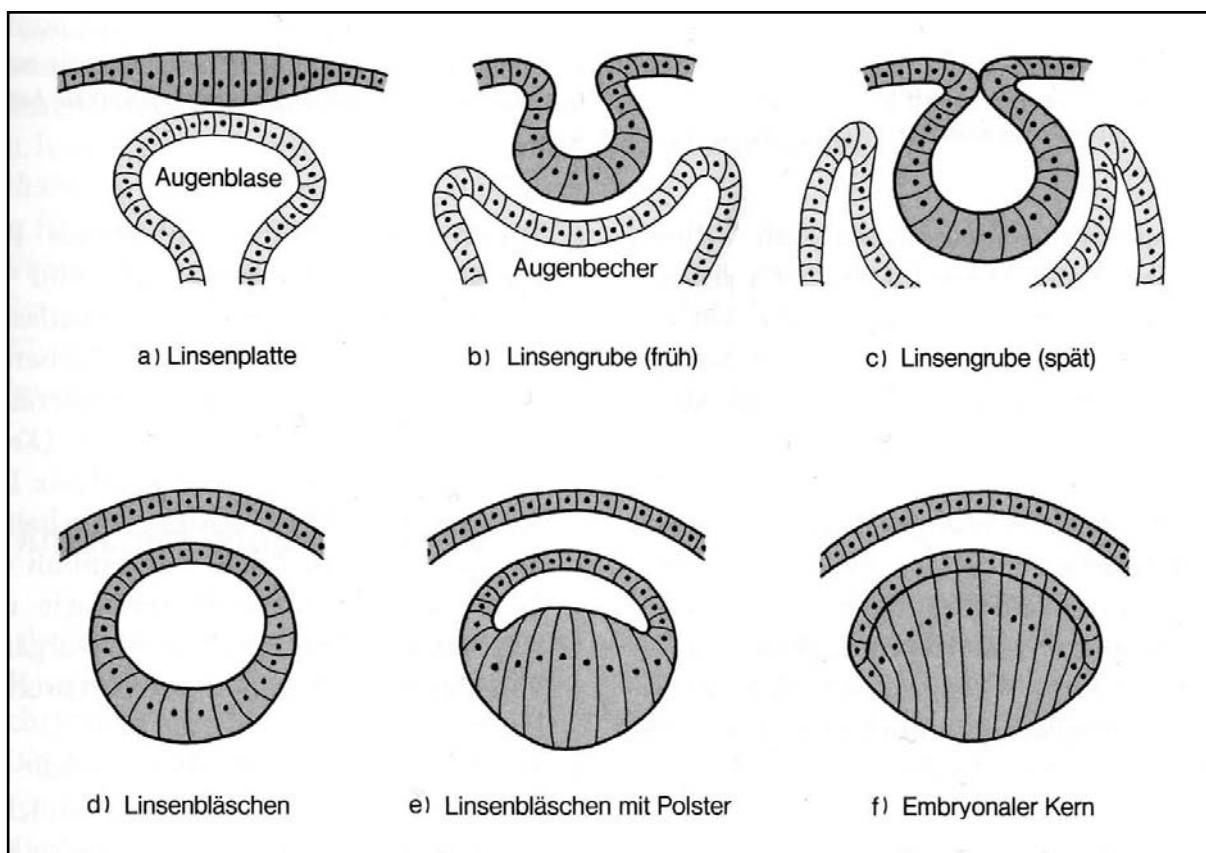 Augenblase
Augenbecher
a) Linsenplatte
b) Linsengrube (früh)
c) Linsengrube (spät)
d) Linsenbläschen
e) Linsenbläschen mit Polster
f) Embryonaler Kern